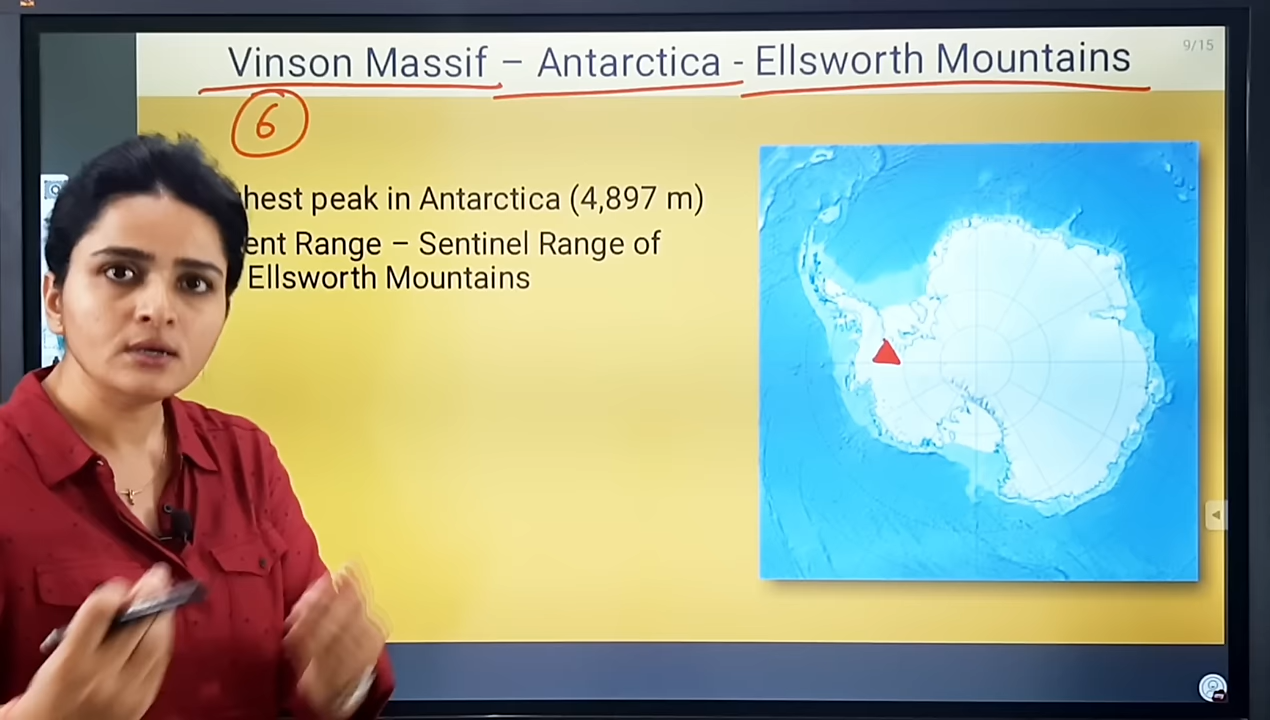 Vinson Massif – Antarctica - Ellsworth Mountains
9/15
6
hest peak in Antarctica (4,897 m)
ent Range – Sentinel Range of
Ellsworth Mountains